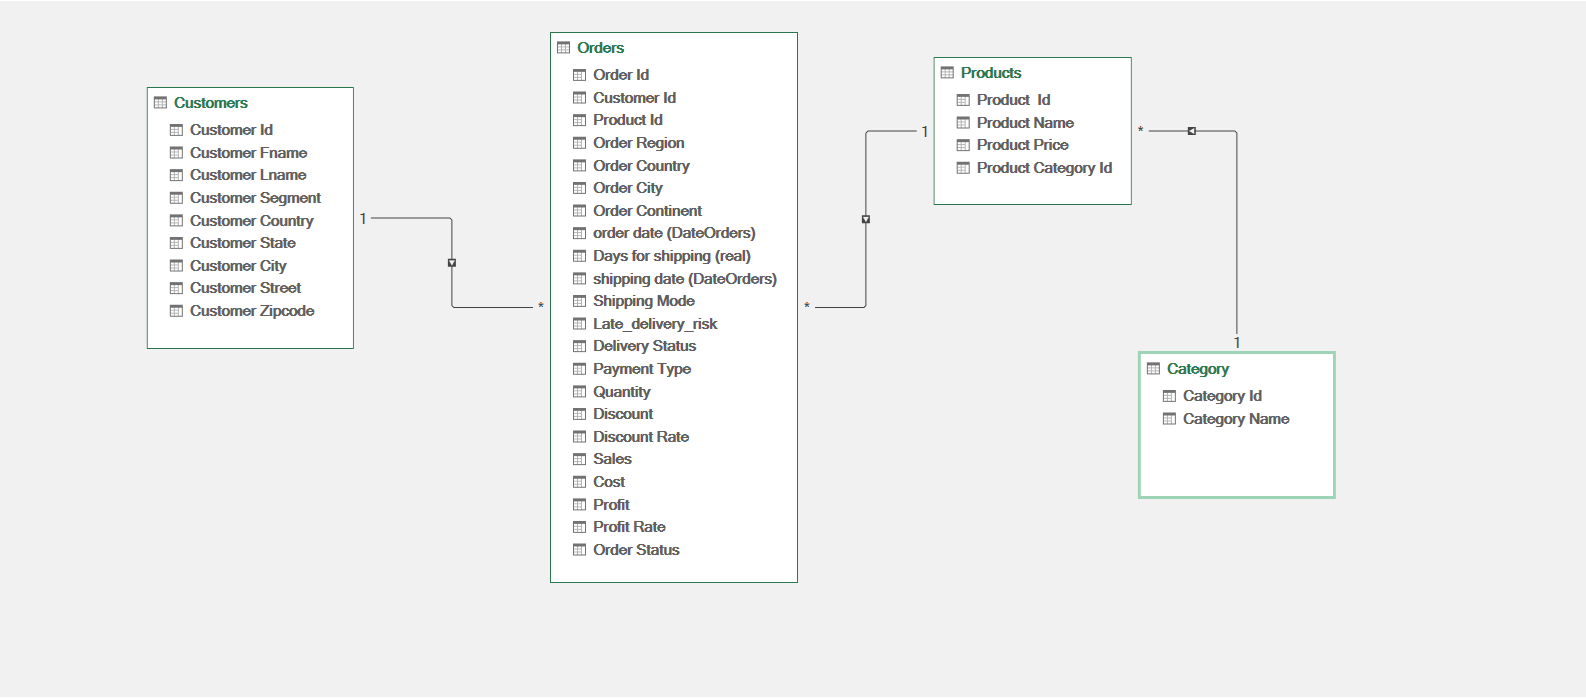 Customers
Customer Id
Customer Fname
Customer Lname
Customer Segment
Customer Country
Customer State
Customer City
Customer Street
Customer Zipcode
1
*
Orders
Order Id
Customer Id
Product Id
Order Region
Order Country
Order City
Order Continent
order date (DateOrders)
Days for shipping (real)
shipping date (DateOrders)
Shipping Mode
Late_delivery_risk
Delivery Status
Payment Type
Quantity
Discount
Discount Rate
Sales
Cost
Profit
Profit Rate
Order Status
*
1
Products
Product  Id
Product Name
Product Price
Product Category Id
*
1
Category
Category Id
Category Name